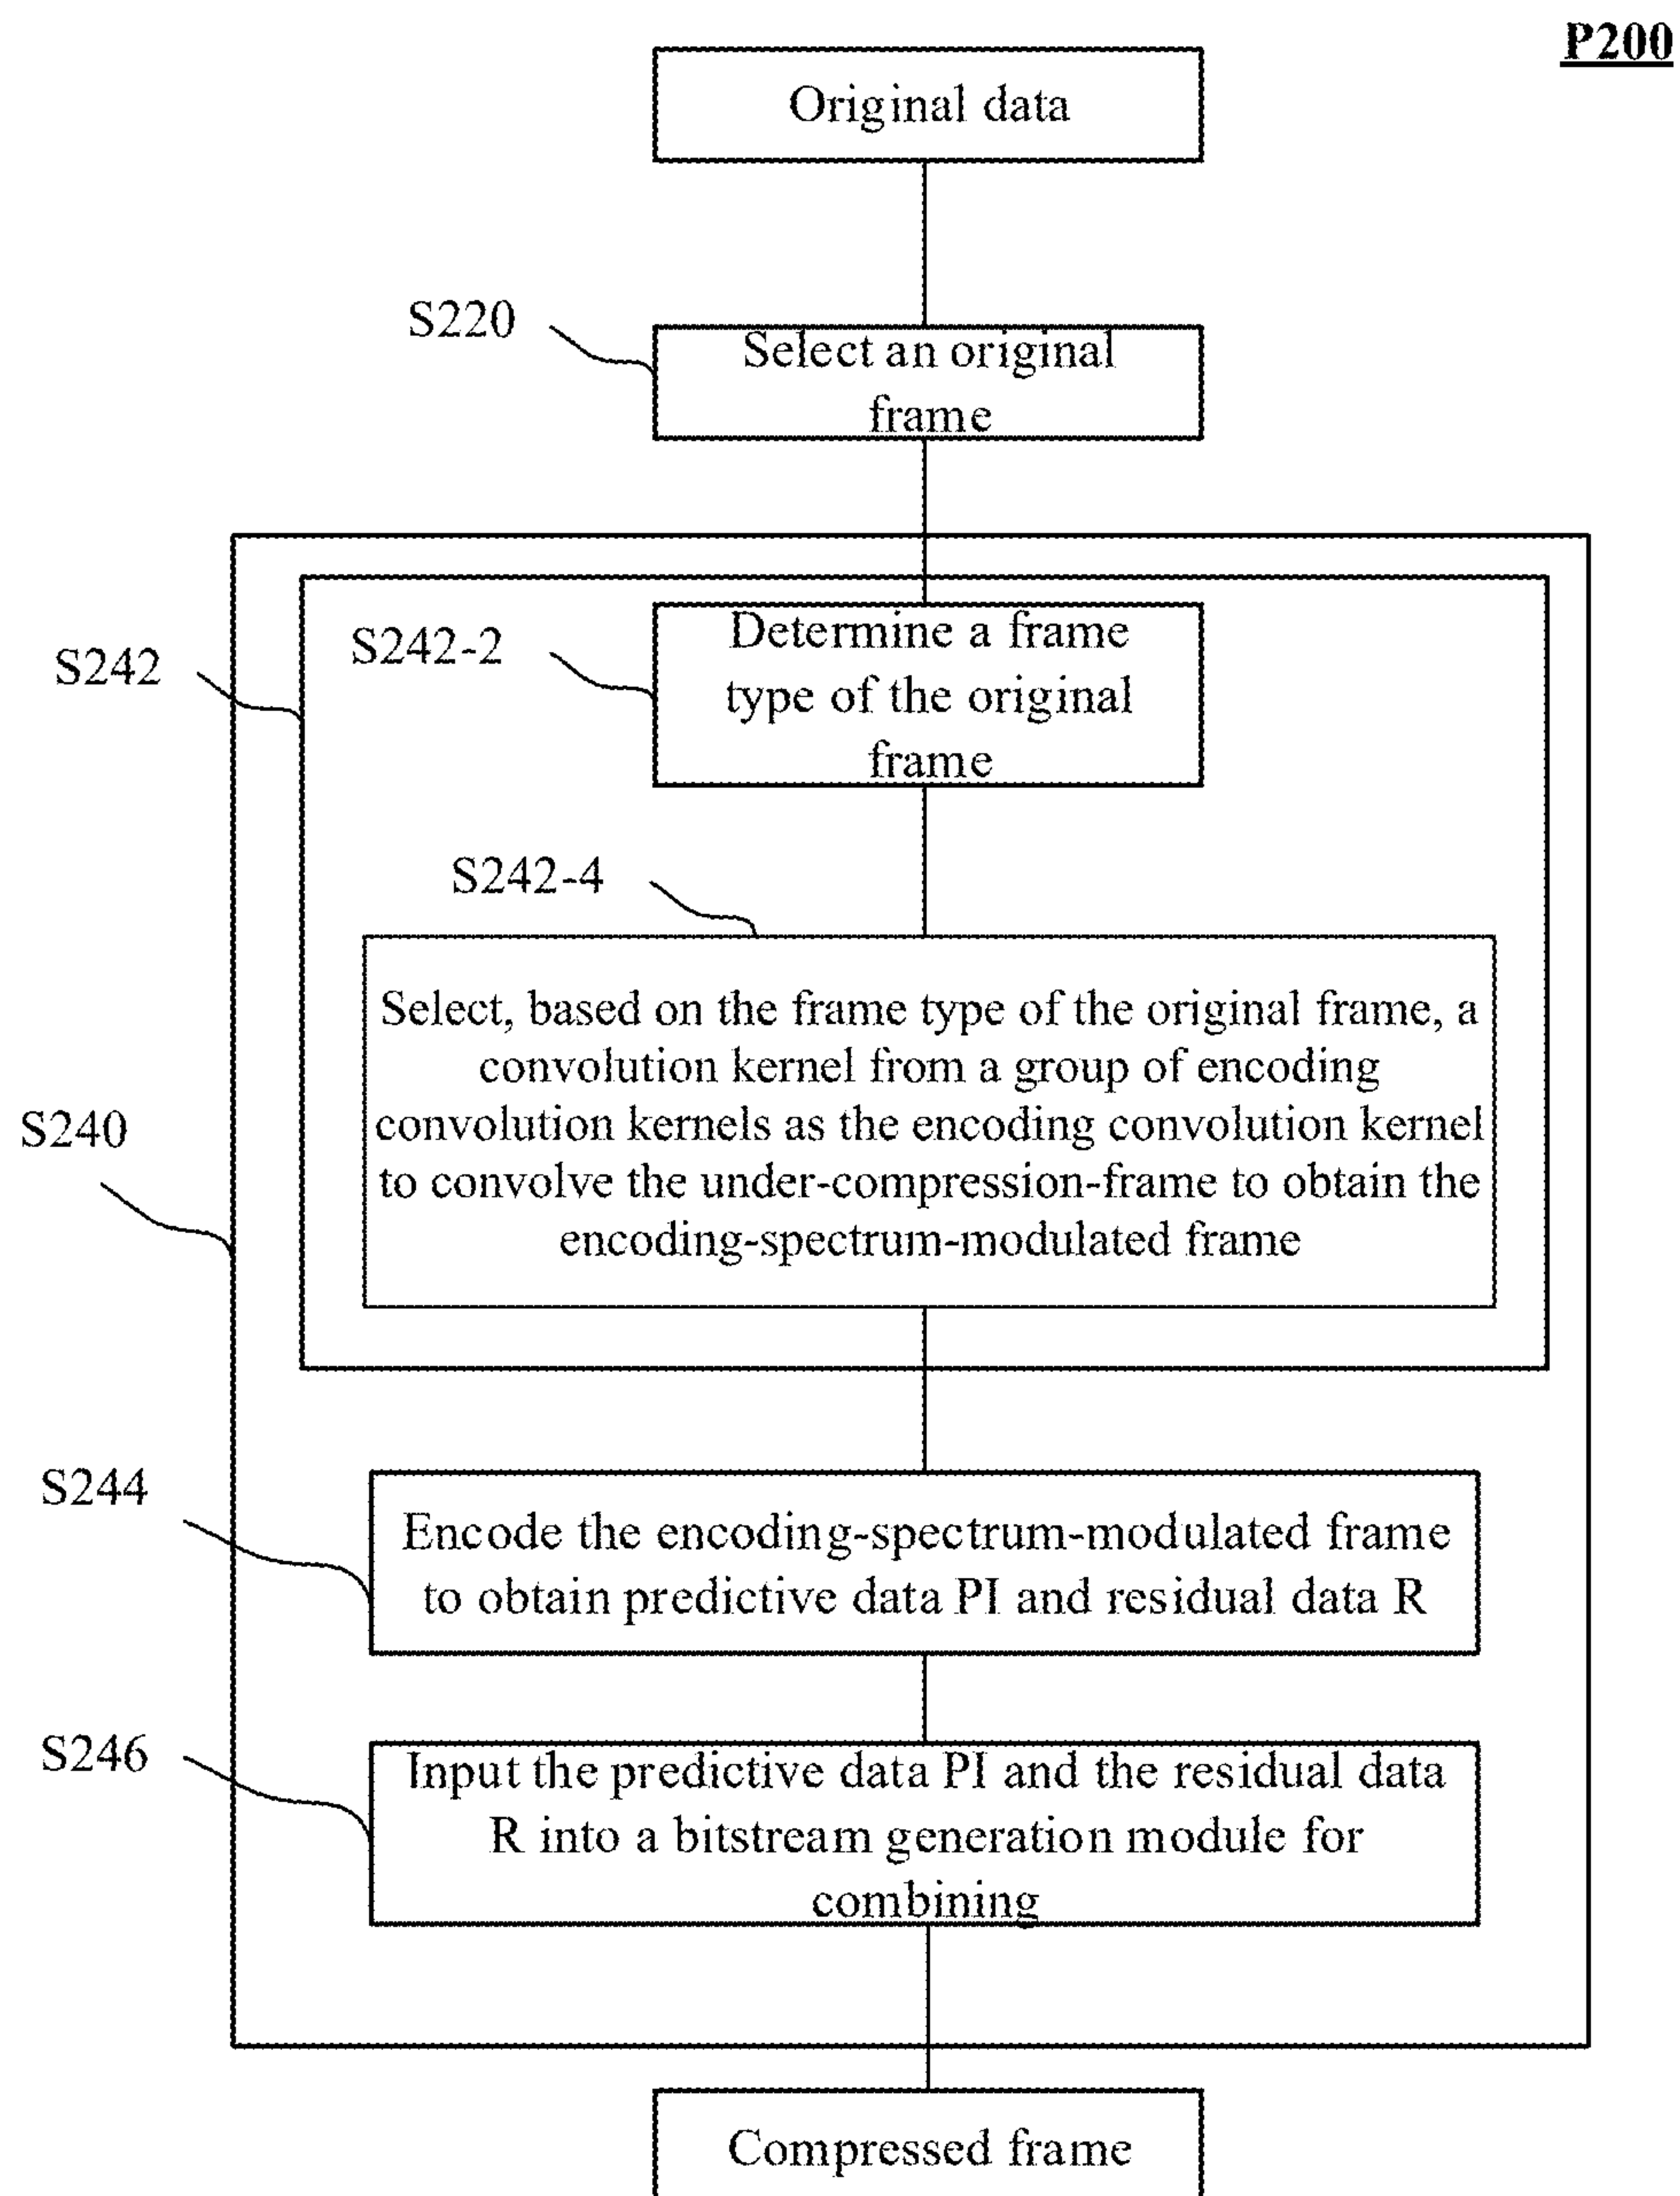 P200
Original data
S220
Select an original
frame
S242
S242-2
Determine a frame
type of the original
frame
S242-4
Select, based on the frame type of the original frame, a
convolution kernel from a group of encoding
convolution kernels as the encoding convolution kernel
to convolve the under-compression-frame to obtain the
encoding-spectrum-modulated frame
S240
S244
Encode the encoding-spectrum-modulated frame
to obtain predictive data PI and residual data R
S246
Input the predictive data PI and the residual data
R into a bitstream generation module for
combining
Compressed frame